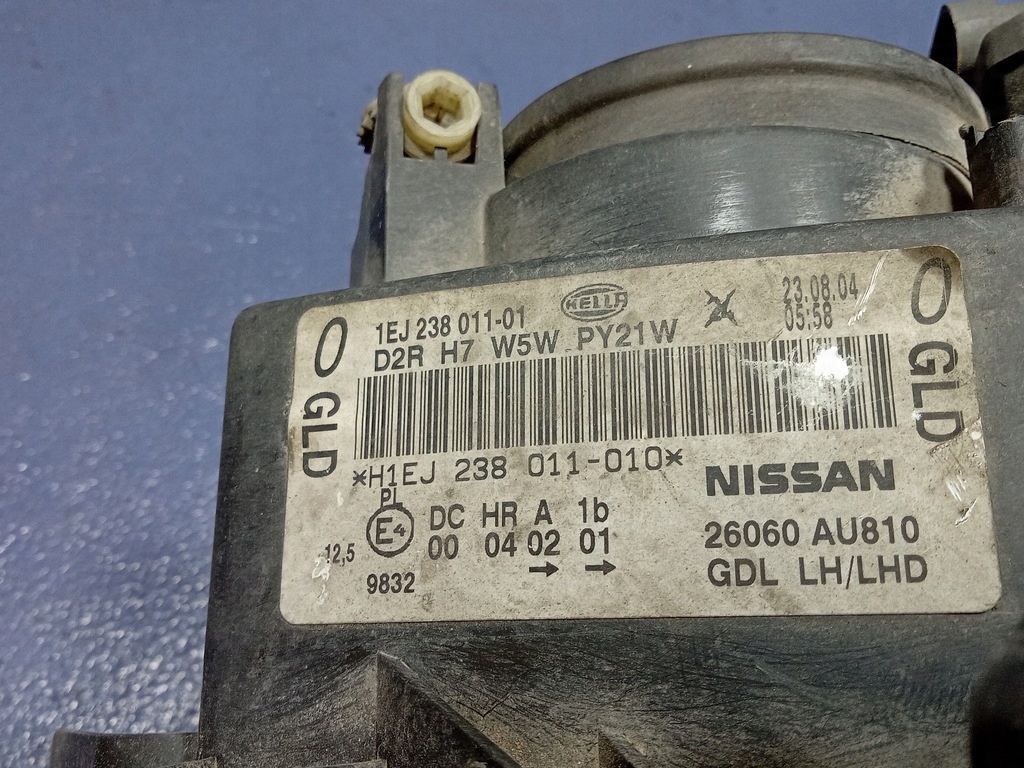 0 GLD
1EJ 238 011-01
HELLA
23.08.04
05:58
D2R H7 W5W PY21W
0 GLD
*H1EJ 238 011-010*
NISSAN
PL
E4
DC HR A 1b
00 04 02 01
→ →
12,5
9832
26060 AU810
GDL LH/LHD